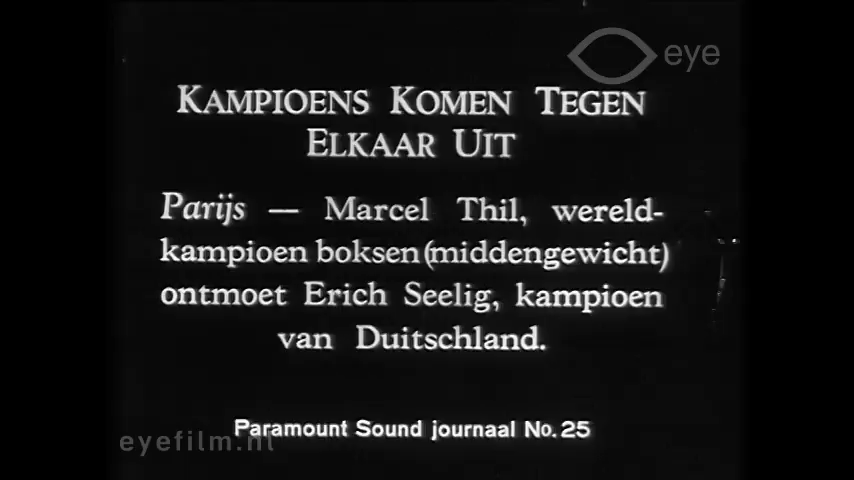 eye
KAMPIOENS KOMEN TEGEN
ELKAAR UIT
Parijs — Marcel Thil, wereld-
kampioen boksen (middengewicht)
ontmoet Erich Seelig, kampioen
van Duitschland.
Paramount Sound journaal No. 25
eyefilm.nl